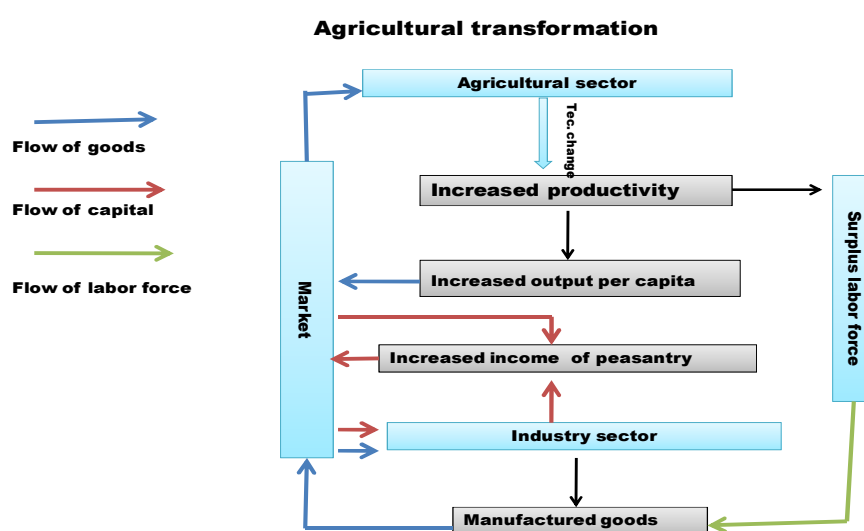 Agricultural transformation
Agricultural sector
Tec. change
Flow of goods
Increased productivity
Flow of capital
Surplus labor force
Market
Increased output per capita
Flow of labor force
Increased income of peasantry
Industry sector
Manufactured goods